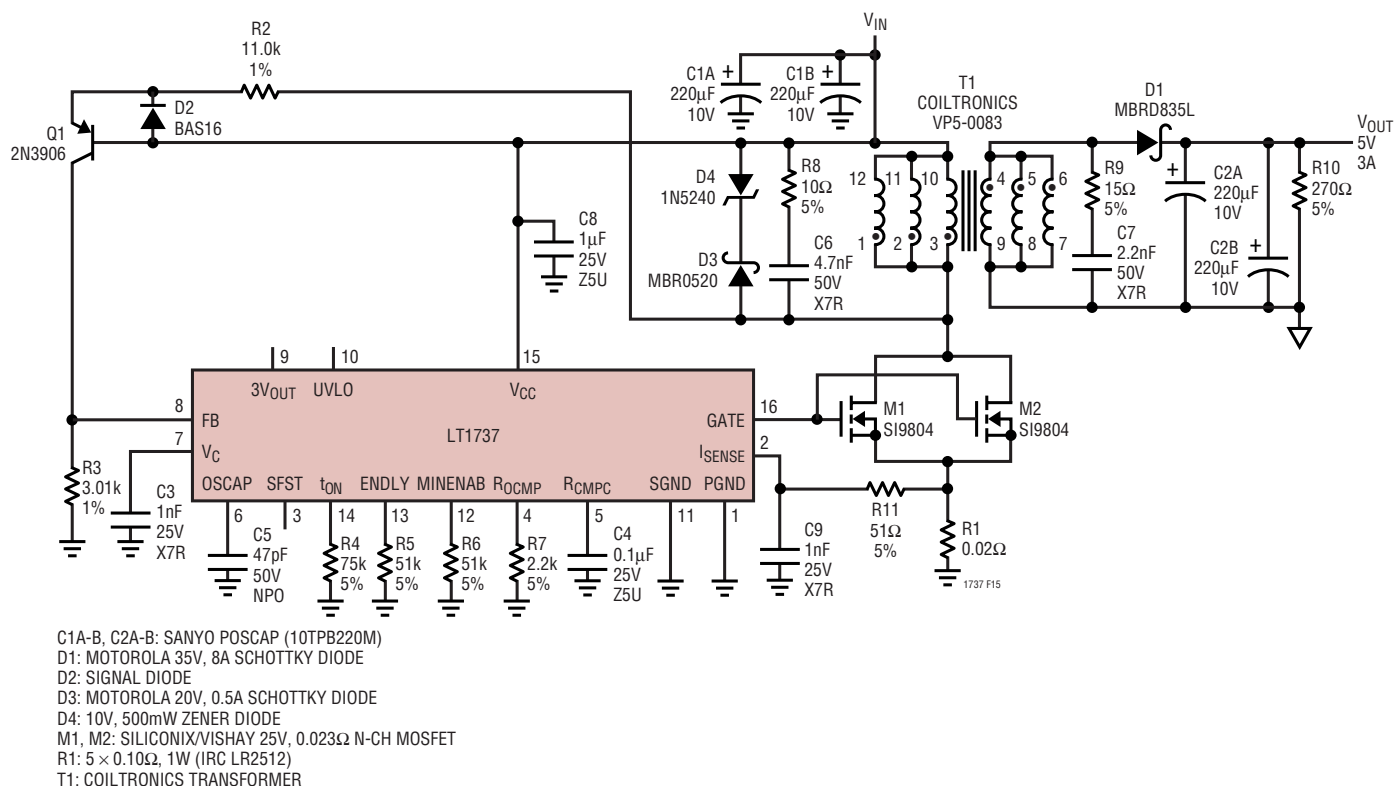 R2
11.0k
1%
D2
BAS16
Q1
2N3906
VIN
C1A
220µF
10V
+
C1B
220µF
10V
+
T1
COILTRONICS
VP5-0083
D1
MBRD835L
VOUT
5V
3A
D4
1N5240
R8
10Ω
5%
12
11
10
1
2
3
4
5
6
9
8
7
R9
15Ω
5%
C7
2.2nF
50V
X7R
+
C2A
220µF
10V
C2B
220µF
10V
+
R10
270Ω
5%
C8
1µF
25V
Z5U
D3
MBR0520
C6
4.7nF
50V
X7R
9
10
15
3VOUT
UVLO
VCC
8
FB
7
VC
LT1737
GATE
16
ISENSE
2
M1
SI9804
M2
SI9804
OSCAP
SFST
tON
ENDLY
MINENAB
ROCMP
RCMPC
SGND
PGND
6
3
14
13
12
4
5
11
1
R3
3.01k
1%
C3
1nF
25V
X7R
C5
47pF
50V
NPO
R4
75k
5%
R5
51k
5%
R6
51k
5%
R7
2.2k
5%
C4
0.1µF
25V
Z5U
C9
1nF
25V
X7R
R11
51Ω
5%
R1
0.02Ω
1737 F15
C1A-B, C2A-B: SANYO POSCAP (10TPB220M)
D1: MOTOROLA 35V, 8A SCHOTTKY DIODE
D2: SIGNAL DIODE
D3: MOTOROLA 20V, 0.5A SCHOTTKY DIODE
D4: 10V, 500mW ZENER DIODE
M1, M2: SILICONIX/VISHAY 25V, 0.023Ω N-CH MOSFET
R1: 5 × 0.10Ω, 1W (IRC LR2512)
T1: COILTRONICS TRANSFORMER